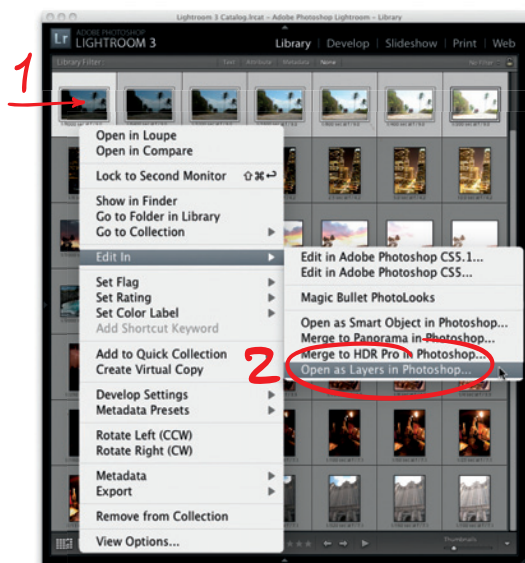 Lightroom 3 Catalog.lrcat - Adobe Photoshop Lightroom - Library
Lr ADOBE PHOTOSHOP
LIGHTROOM 3
Library | Develop | Slideshow | Print | Web
Library Filter: Text Attribute Metadata None No Filter
1
Open in Loupe
Open in Compare
Lock to Second Monitor ⇧⌘↩
Show in Finder
Go to Folder in Library
Go to Collection
Edit In
Edit in Adobe Photoshop CS5.1...
Edit in Adobe Photoshop CS5...
Magic Bullet PhotoLooks
Open as Smart Object in Photoshop...
Merge to Panorama in Photoshop...
Merge to HDR Pro in Photoshop...
Open as Layers in Photoshop...
2
Set Flag
Set Rating
Set Color Label
Add Shortcut Keyword
Add to Quick Collection
Create Virtual Copy
Develop Settings
Metadata Presets
Rotate Left (CCW)
Rotate Right (CW)
Metadata
Export
Remove from Collection
View Options...
Thumbnails